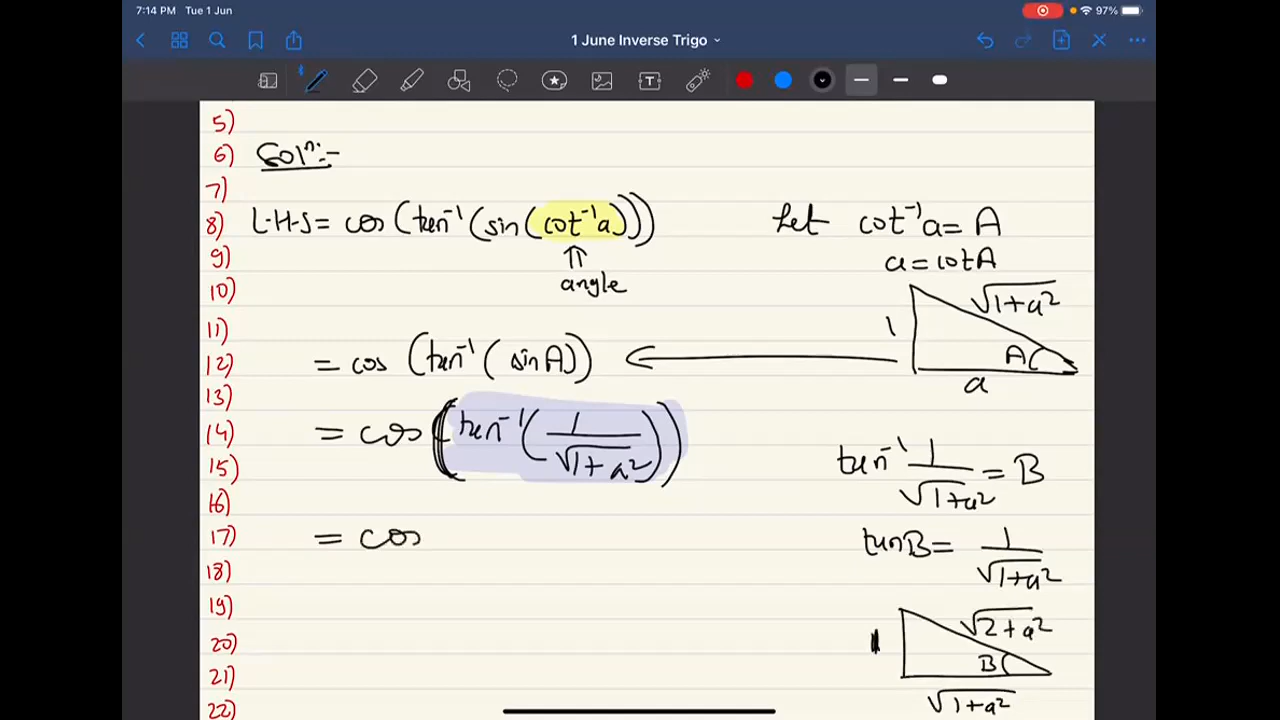 7:14 PM Tue 1 Jun 97%
1 June Inverse Trigo
5)
6) Solⁿ:-
7)
8) L.H.S = cos (tan⁻¹ (sin (cot⁻¹a))) Let cot⁻¹a = A
9) a = cotA
angle
10) √1+a²
11) 1
12) = cos (tan⁻¹ (sinA)) A
a
13)
14) = cos (tan⁻¹ (1/√1+a²))
15) tan⁻¹ 1/√1+a² = B
16)
17) = cos tanB = 1/√1+a²
18)
19) √2+a²
20) 1
21) B
22) √1+a²